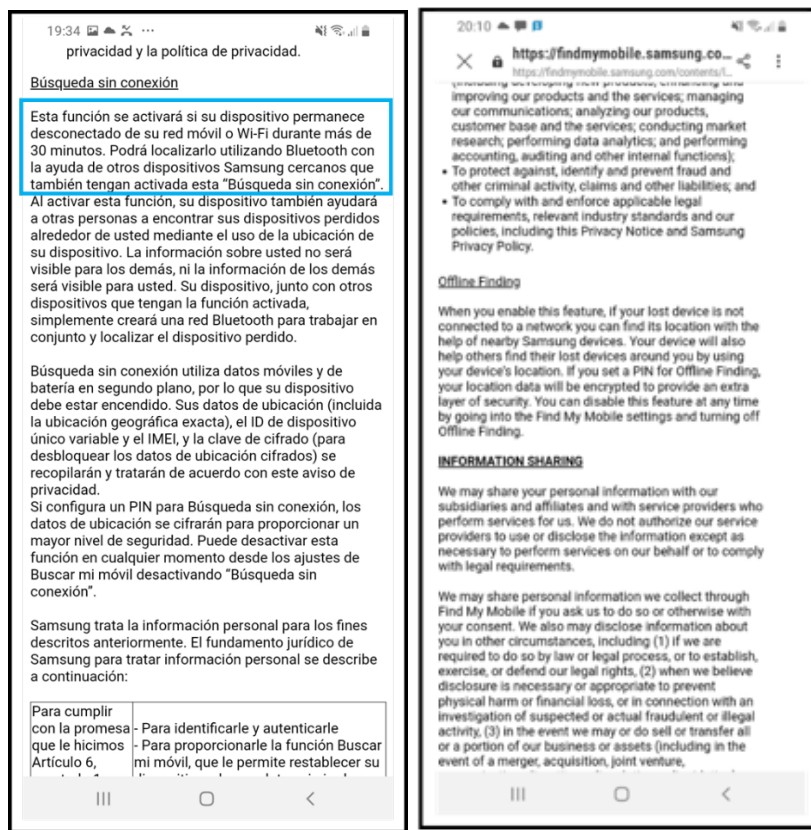 19:34
privacidad y la política de privacidad.
Búsqueda sin conexión
Esta función se activará si su dispositivo permanece
desconectado de su red móvil o Wi-Fi durante más de
30 minutos. Podrá localizarlo utilizando Bluetooth con
la ayuda de otros dispositivos Samsung cercanos que
también tengan activada esta “Búsqueda sin conexión”.
Al activar esta función, su dispositivo también ayudará
a otras personas a encontrar sus dispositivos perdidos
alrededor de usted mediante el uso de la ubicación de
su dispositivo. La información sobre usted no será
visible para los demás, ni la información de los demás
será visible para usted. Su dispositivo, junto con otros
dispositivos que tengan la función activada,
simplemente creará una red Bluetooth para trabajar en
conjunto y localizar el dispositivo perdido.
Búsqueda sin conexión utiliza datos móviles y de
batería en segundo plano, por lo que su dispositivo
debe estar encendido. Sus datos de ubicación (incluida
la ubicación geográfica exacta), el ID de dispositivo
único variable y el IMEI, y la clave de cifrado (para
desbloquear los datos de ubicación cifrados) se
recopilarán y tratarán de acuerdo con este aviso de
privacidad.
Si configura un PIN para Búsqueda sin conexión, los
datos de ubicación se cifrarán para proporcionar un
mayor nivel de seguridad. Puede desactivar esta
función en cualquier momento desde los ajustes de
Buscar mi móvil desactivando “Búsqueda sin
conexión”.
Samsung trata la información personal para los fines
descritos anteriormente. El fundamento jurídico de
Samsung para tratar información personal se describe
a continuación:
Para cumplir
con la promesa
que le hicimos
Artículo 6,
- Para identificarle y autenticarle
- Para proporcionarle la función Buscar
mi móvil, que le permite restablecer su
20:10
https://findmymobile.samsung.co...
https://findmymobile.samsung.com/contents/l...
(including developing new products, enhancing and
improving our products and the services; managing
our communications; analyzing our products,
customer base and the services; conducting market
research; performing data analytics; and performing
accounting, auditing and other internal functions);
• To protect against, identify and prevent fraud and
other criminal activity, claims and other liabilities; and
• To comply with and enforce applicable legal
requirements, relevant industry standards and our
policies, including this Privacy Notice and Samsung
Privacy Policy.
Offline Finding
When you enable this feature, if your lost device is not
connected to a network you can find its location with the
help of nearby Samsung devices. Your device will also
help others find their lost devices around you by using
your device's location. If you set a PIN for Offline Finding,
your location data will be encrypted to provide an extra
layer of security. You can disable this feature at any time
by going into the Find My Mobile settings and turning off
Offline Finding.
INFORMATION SHARING
We may share your personal information with our
subsidiaries and affiliates and with service providers who
perform services for us. We do not authorize our service
providers to use or disclose the information except as
necessary to perform services on our behalf or to comply
with legal requirements.
We may share personal information we collect through
Find My Mobile if you ask us to do so or otherwise with
your consent. We also may disclose information about
you in other circumstances, including (1) if we are
required to do so by law or legal process, or to establish,
exercise, or defend our legal rights, (2) when we believe
disclosure is necessary or appropriate to prevent
physical harm or financial loss, or in connection with an
investigation of suspected or actual fraudulent or illegal
activity, (3) in the event we may or do sell or transfer all
or a portion of our business or assets (including in the
event of a merger, acquisition, joint venture,